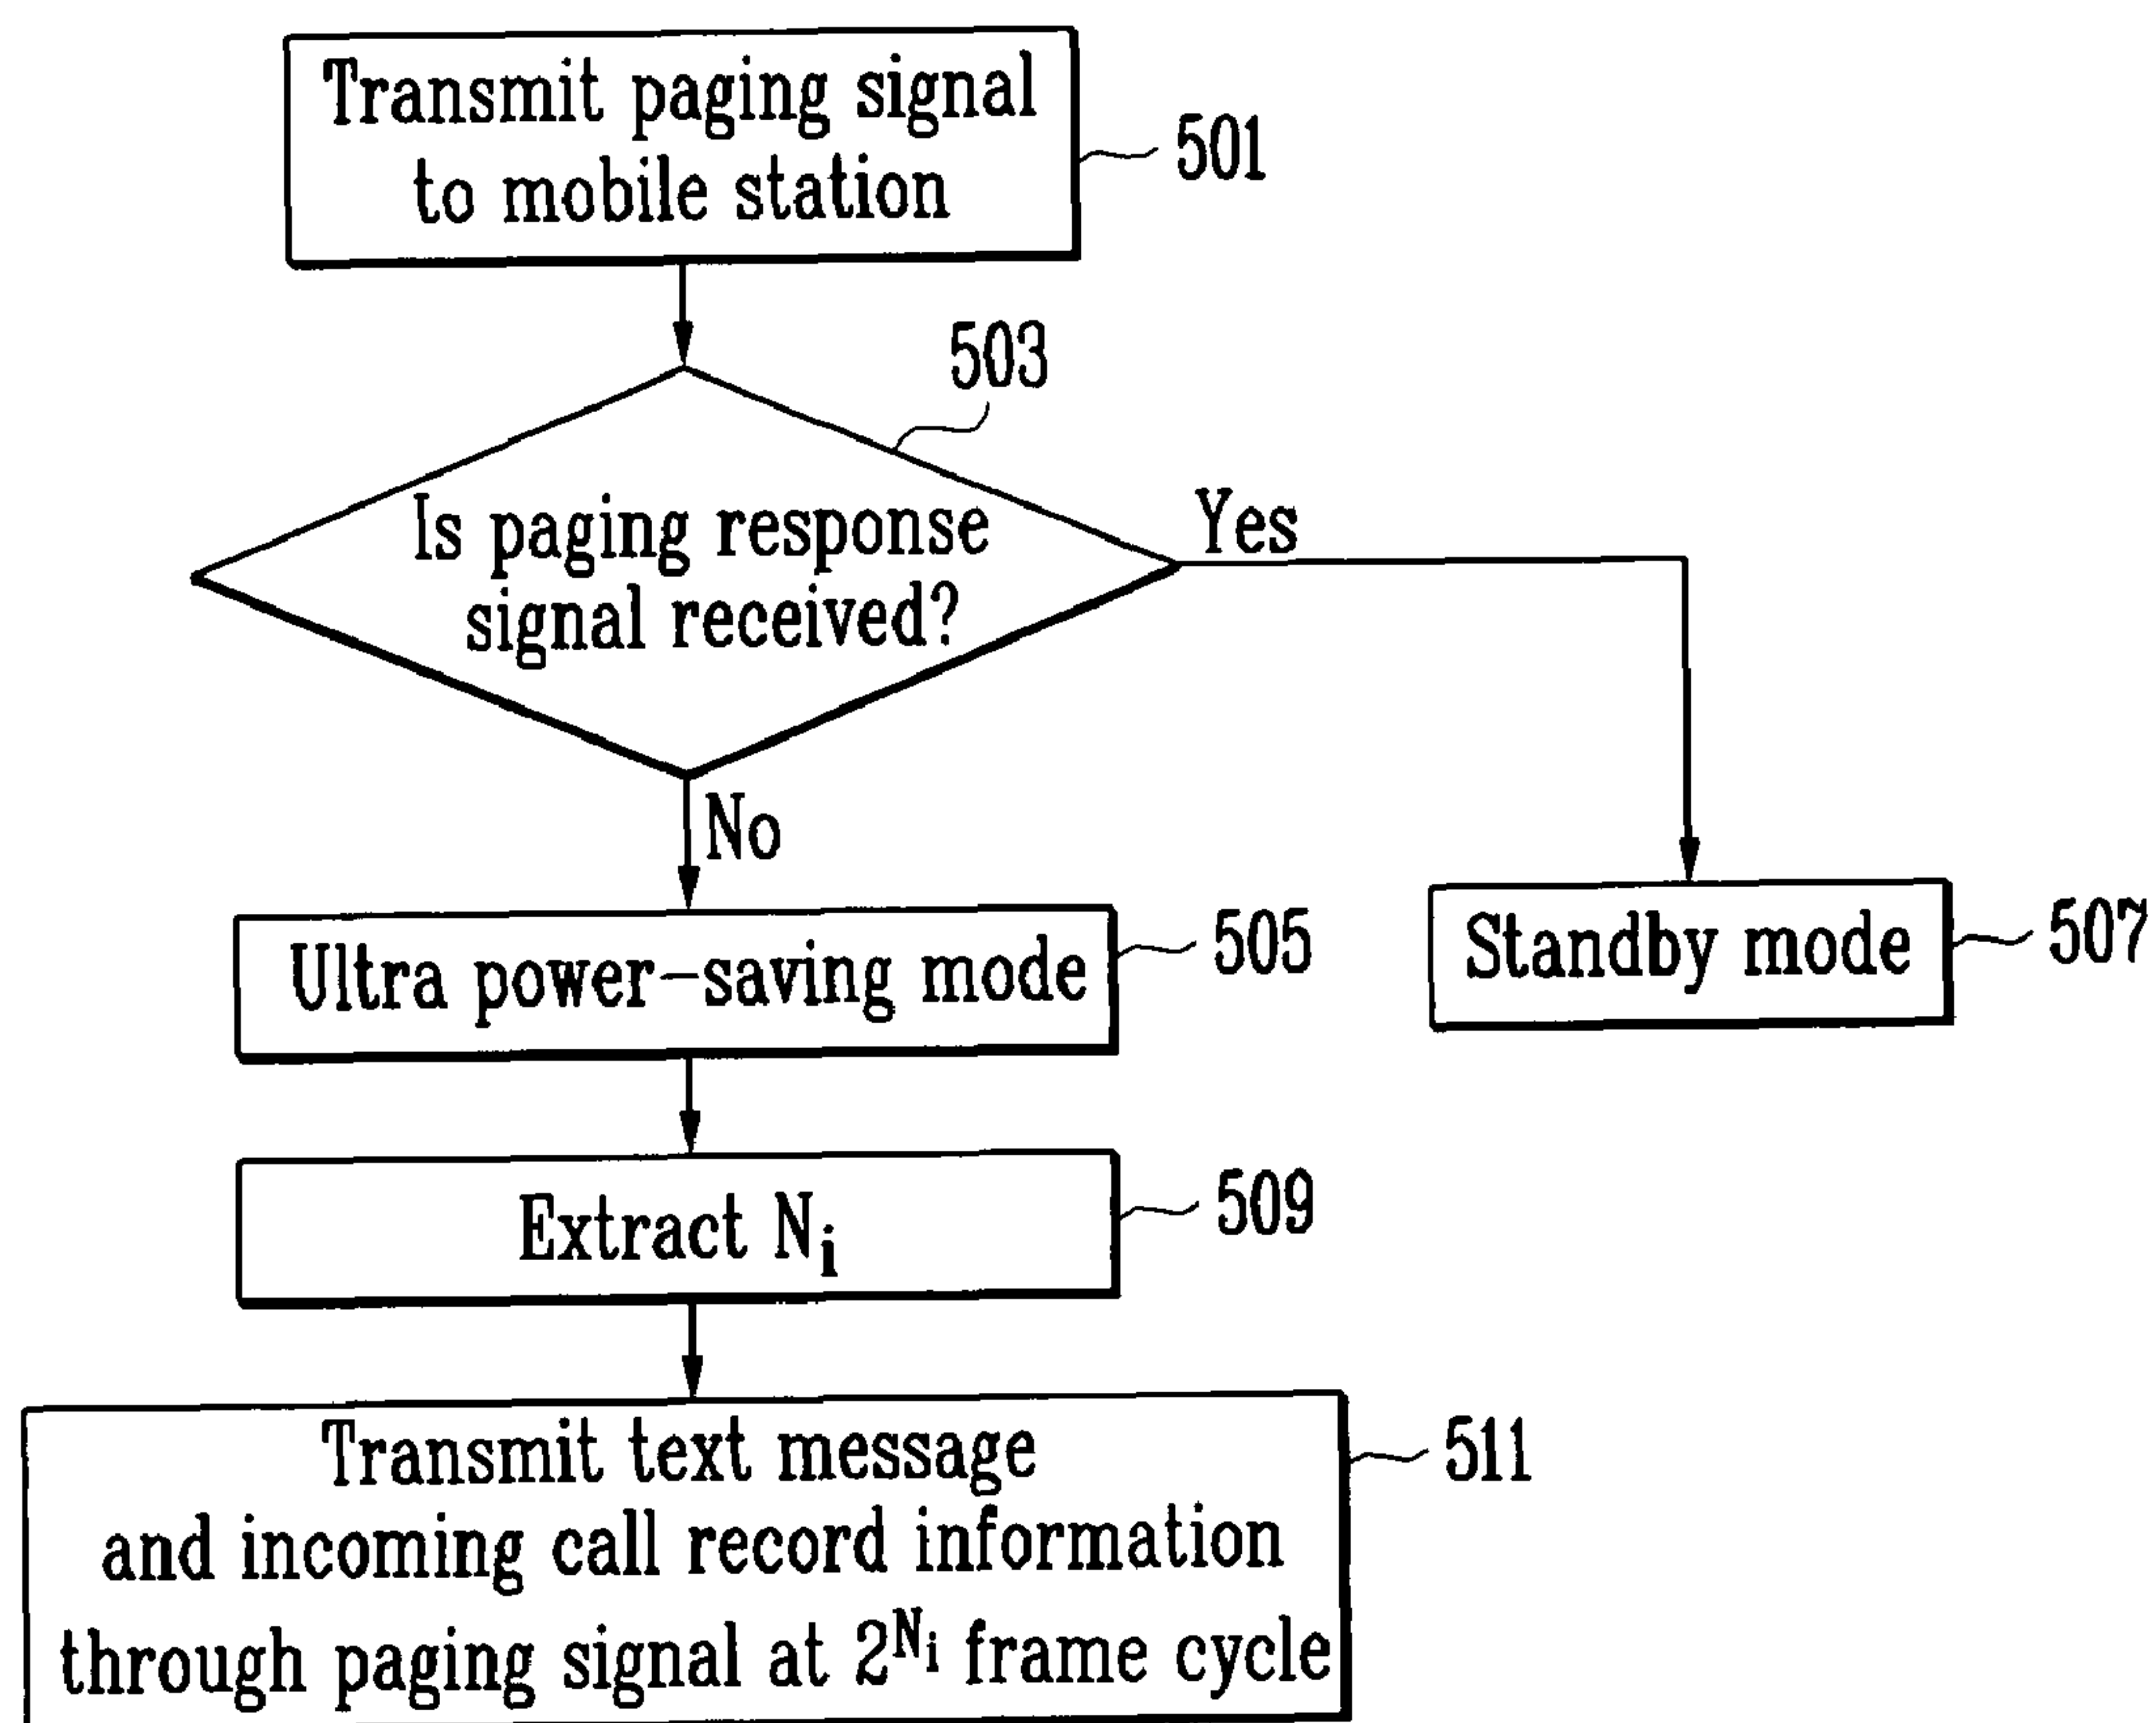 Transmit paging signal
to mobile station
501
503
Is paging response
signal received?
Yes
No
Ultra power-saving mode
505
Standby mode
507
Extract Nᵢ
509
Transmit text message
and incoming call record information
through paging signal at 2^Nᵢ frame cycle
511